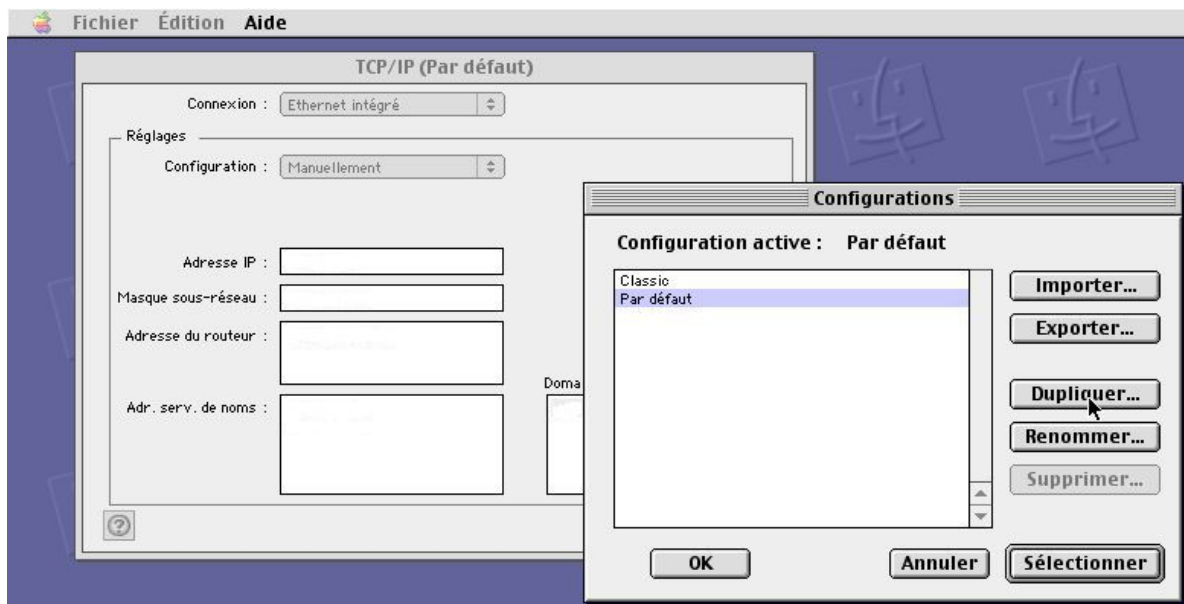 Fichier Édition Aide
TCP/IP (Par défaut)
Connexion : Ethernet intégré
Réglages
Configuration : Manuellement
Adresse IP :
Masque sous-réseau :
Adresse du routeur :
Adr. serv. de noms :
Doma
?
Configurations
Configuration active : Par défaut
Classic
Par défaut
Importer...
Exporter...
Dupliquer...
Renommer...
Supprimer...
OK
Annuler
Sélectionner